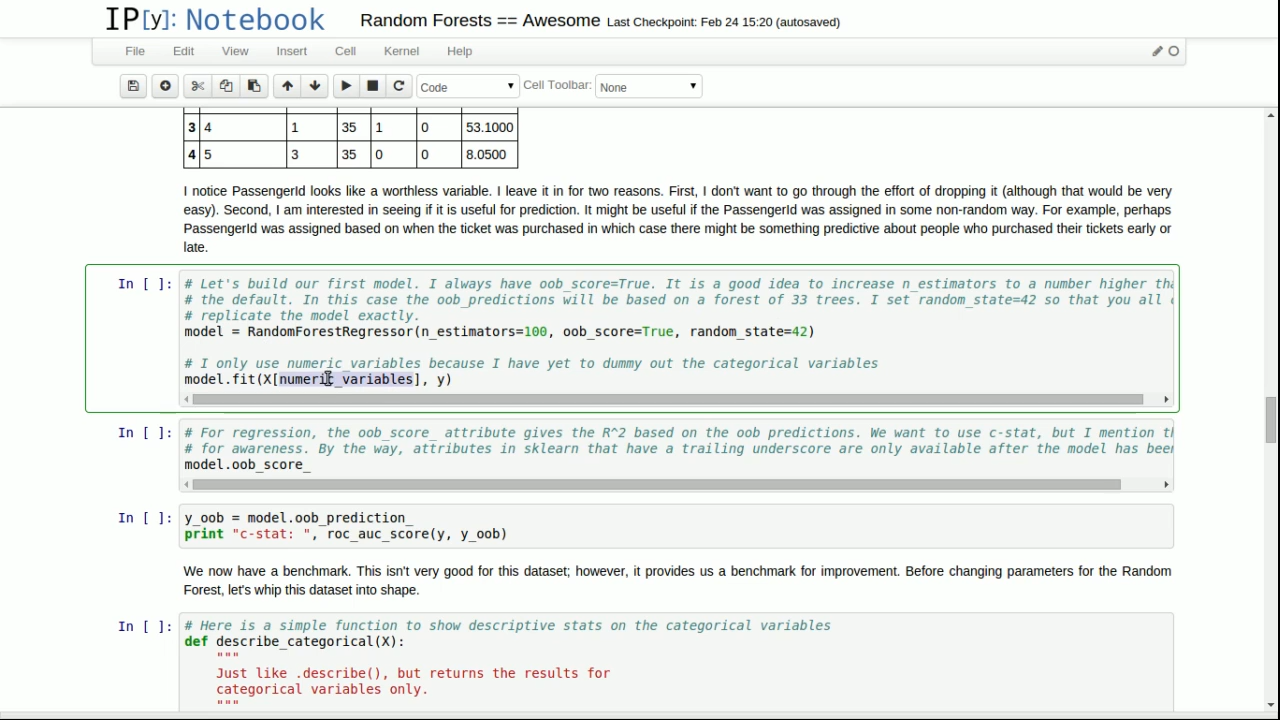 IP[y]: Notebook Random Forests == Awesome Last Checkpoint: Feb 24 15:20 (autosaved)
File Edit View Insert Cell Kernel Help
Code Cell Toolbar: None
3 4 1 35 1 0 53.1000
4 5 3 35 0 0 8.0500
I notice PassengerId looks like a worthless variable. I leave it in for two reasons. First, I don't want to go through the effort of dropping it (although that would be very
easy). Second, I am interested in seeing if it is useful for prediction. It might be useful if the PassengerId was assigned in some non-random way. For example, perhaps
PassengerId was assigned based on when the ticket was purchased in which case there might be something predictive about people who purchased their tickets early or
late.
In [ ]: # Let's build our first model. I always have oob_score=True. It is a good idea to increase n_estimators to a number higher tha
# the default. In this case the oob_predictions will be based on a forest of 33 trees. I set random_state=42 so that you all c
# replicate the model exactly.
model = RandomForestRegressor(n_estimators=100, oob_score=True, random_state=42)
# I only use numeric_variables because I have yet to dummy out the categorical variables
model.fit(X[numeric_variables], y)
In [ ]: # For regression, the oob_score_ attribute gives the R^2 based on the oob predictions. We want to use c-stat, but I mention th
# for awareness. By the way, attributes in sklearn that have a trailing underscore are only available after the model has been
model.oob_score_
In [ ]: y_oob = model.oob_prediction_
print "c-stat: ", roc_auc_score(y, y_oob)
We now have a benchmark. This isn't very good for this dataset; however, it provides us a benchmark for improvement. Before changing parameters for the Random
Forest, let's whip this dataset into shape.
In [ ]: # Here is a simple function to show descriptive stats on the categorical variables
def describe_categorical(X):
"""
Just like .describe(), but returns the results for
categorical variables only.
"""